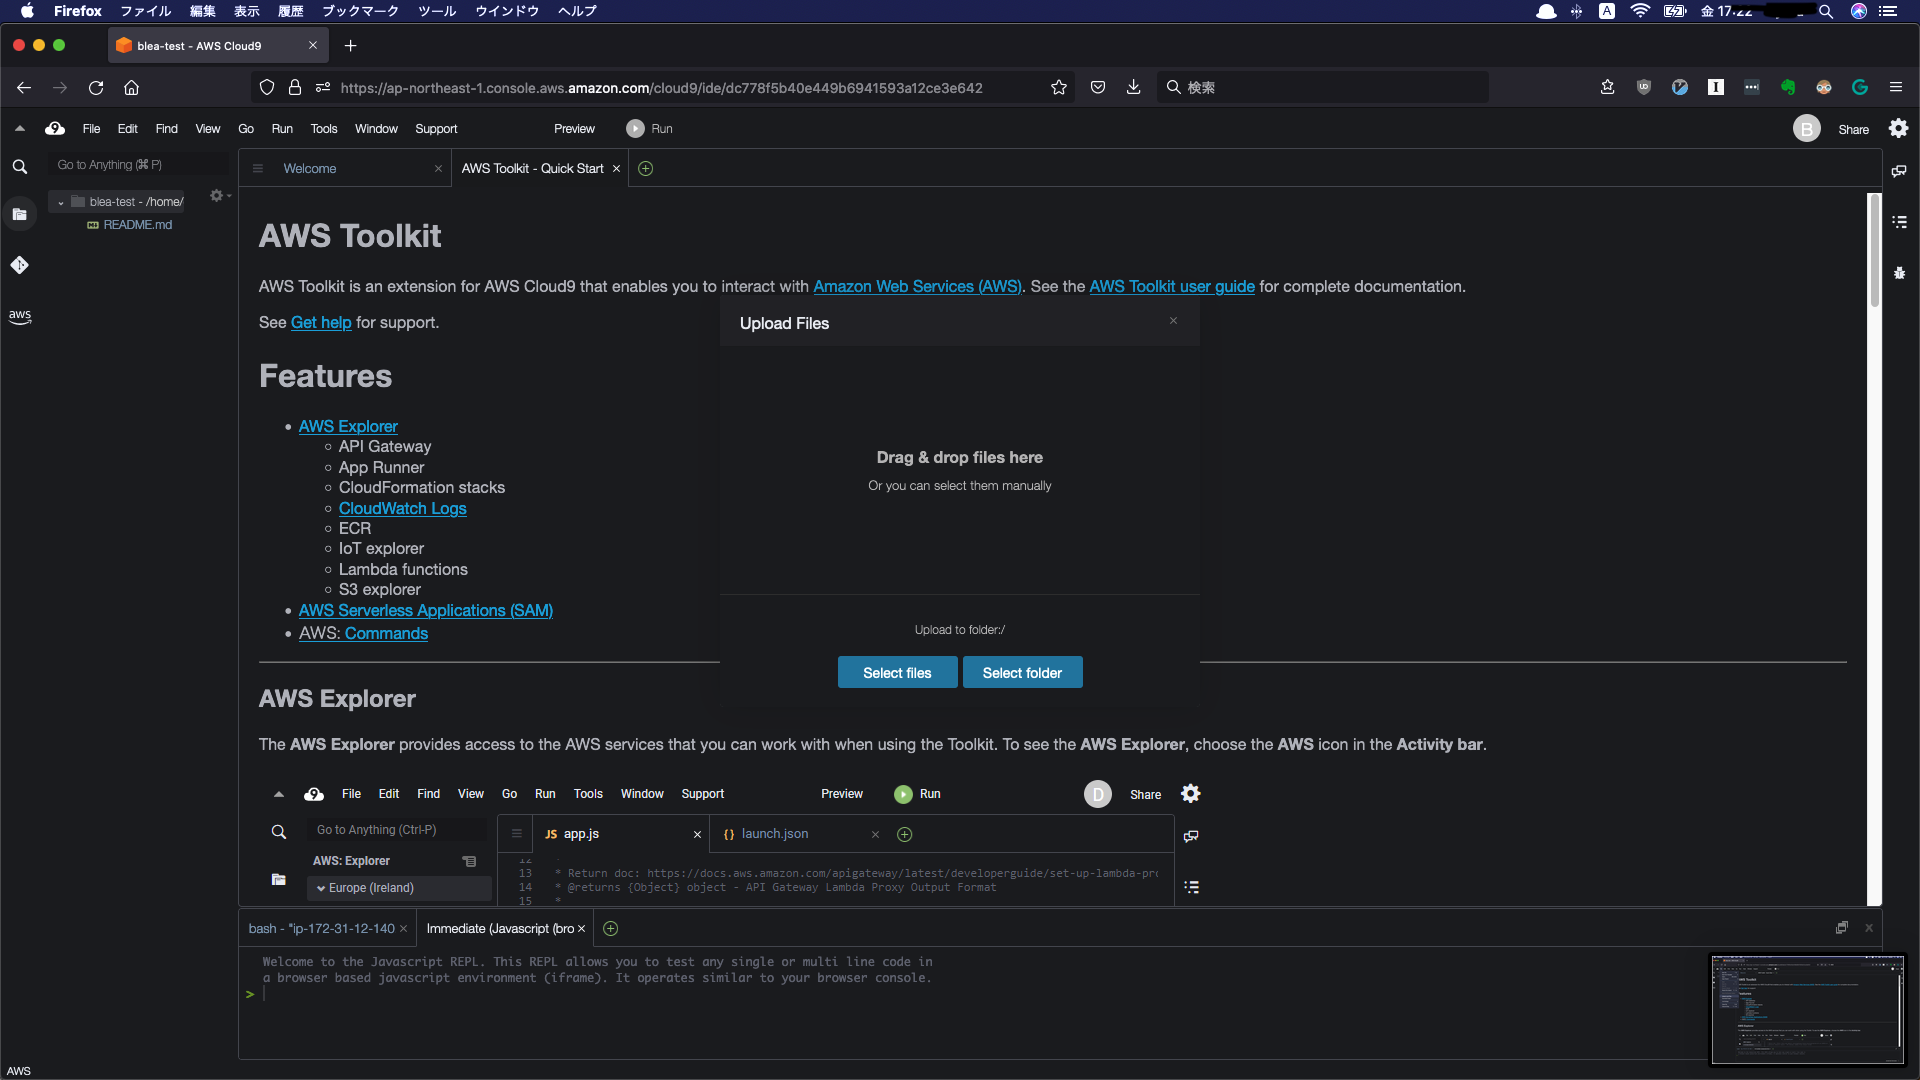 Firefox ファイル 編集 表示 履歴 ブックマーク ツール ウインドウ ヘルプ
A 金 17:22
blea-test - AWS Cloud9
https://ap-northeast-1.console.aws.amazon.com/cloud9/ide/dc778f5b40e449b6941593a12ce3e642
検索
9 File Edit Find View Go Run Tools Window Support Preview Run
B Share
Go to Anything (⌘ P)
Welcome
AWS Toolkit - Quick Start
blea-test - /home/
README.md
aws
AWS Toolkit
AWS Toolkit is an extension for AWS Cloud9 that enables you to interact with Amazon Web Services (AWS). See the AWS Toolkit user guide for complete documentation.
See Get help for support.
Features
• AWS Explorer
◦ API Gateway
◦ App Runner
◦ CloudFormation stacks
◦ CloudWatch Logs
◦ ECR
◦ IoT explorer
◦ Lambda functions
◦ S3 explorer
• AWS Serverless Applications (SAM)
• AWS: Commands
Upload Files
Drag & drop files here
Or you can select them manually
Upload to folder:/
Select files
Select folder
AWS Explorer
The AWS Explorer provides access to the AWS services that you can work with when using the Toolkit. To see the AWS Explorer, choose the AWS icon in the Activity bar.
9 File Edit Find View Go Run Tools Window Support Preview Run
D Share
Go to Anything (Ctrl-P)
JS app.js
{} launch.json
AWS: Explorer
Europe (Ireland)
12
13 * Return doc: https://docs.aws.amazon.com/apigateway/latest/developerguide/set-up-lambda-pro
14 * @returns {Object} object - API Gateway Lambda Proxy Output Format
15 *
bash - "ip-172-31-12-140
Immediate (Javascript (bro
Welcome to the Javascript REPL. This REPL allows you to test any single or multi line code in
a browser based javascript environment (iframe). It operates similar to your browser console.
>
AWS